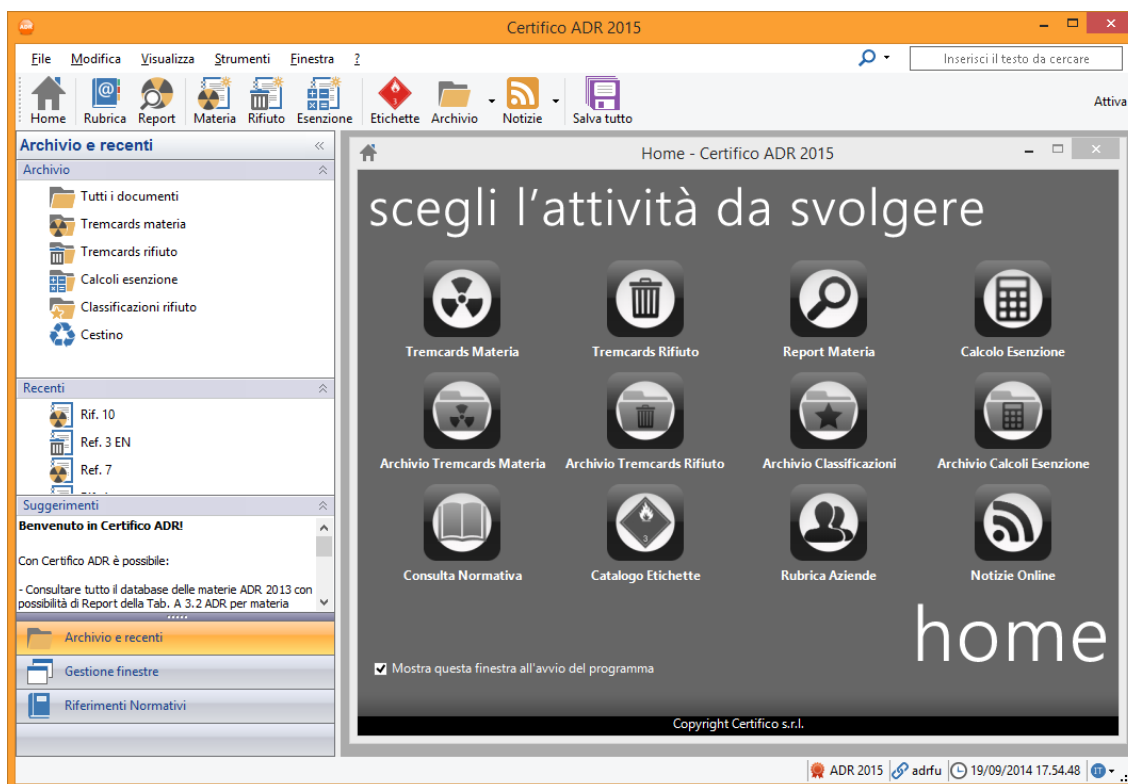 ADR
Certifico ADR 2015
File Modifica Visualizza Strumenti Finestra ?
Inserisci il testo da cercare
Home Rubrica Report Materia Rifiuto Esenzione Etichette Archivio Notizie Salva tutto
Attiva
Archivio e recenti
Archivio
Tutti i documenti
Tremcards materia
Tremcards rifiuto
Calcoli esenzione
Classificazioni rifiuto
Cestino
Recenti
Rif. 10
Ref. 3 EN
Ref. 7
Suggerimenti
Benvenuto in Certifico ADR!
Con Certifico ADR è possibile:
- Consultare tutto il database delle materie ADR 2013 con
possibilità di Report della Tab. A 3.2 ADR per materia
Archivio e recenti
Gestione finestre
Riferimenti Normativi
Home - Certifico ADR 2015
scegli l'attività da svolgere
Tremcards Materia Tremcards Rifiuto Report Materia Calcolo Esenzione
Archivio Tremcards Materia Archivio Tremcards Rifiuto Archivio Classificazioni Archivio Calcoli Esenzione
3
Consulta Normativa Catalogo Etichette Rubrica Aziende Notizie Online
home
Mostra questa finestra all'avvio del programma
Copyright Certifico s.r.l.
ADR 2015 adrfu 19/09/2014 17.54.48 IT